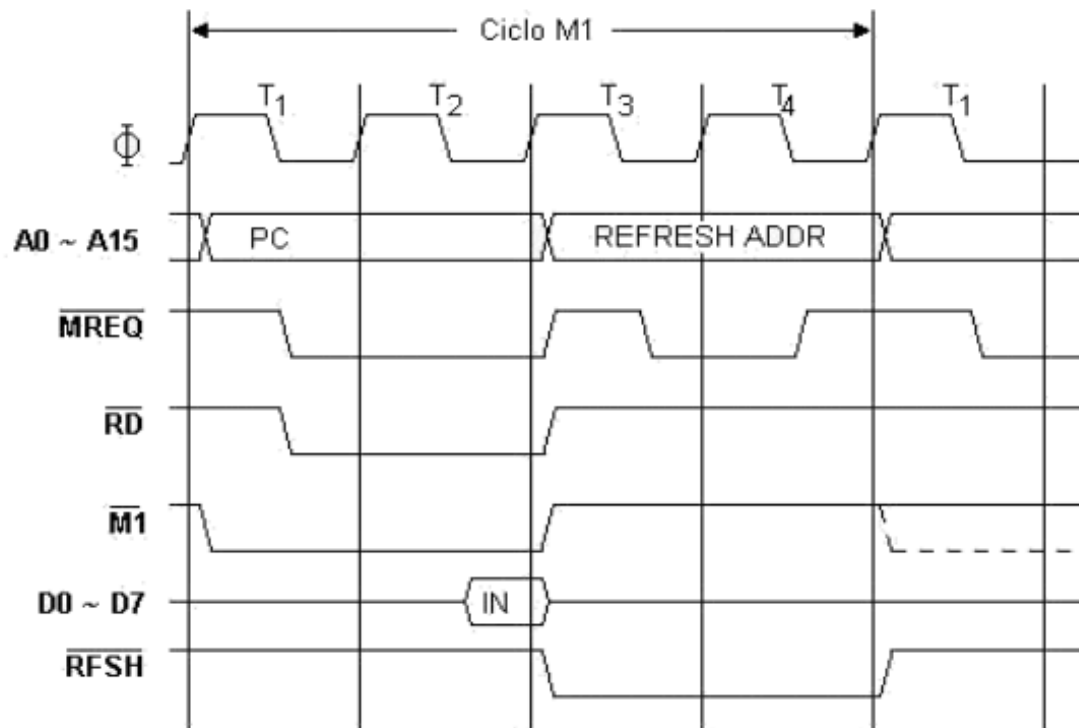 Ciclo M1
T1 T2 T3 T4 T1
Φ
A0 ~ A15 PC REFRESH ADDR
MREQ
RD
M1
D0 ~ D7 IN
RFSH